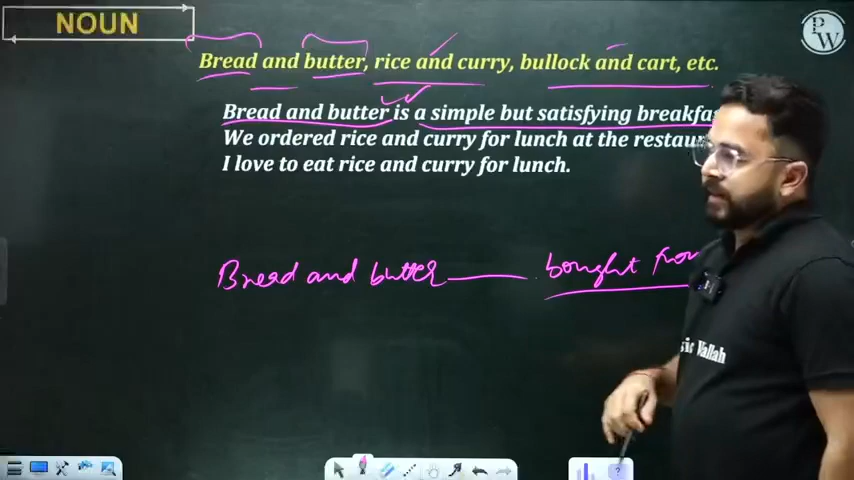 NOUN
Bread and butter, rice and curry, bullock and cart, etc.
Bread and butter is a simple but satisfying
We ordered rice and curry for lunch at the
I love to eat rice and curry for lunch.
Bread and butter bought from
PW
Wallah